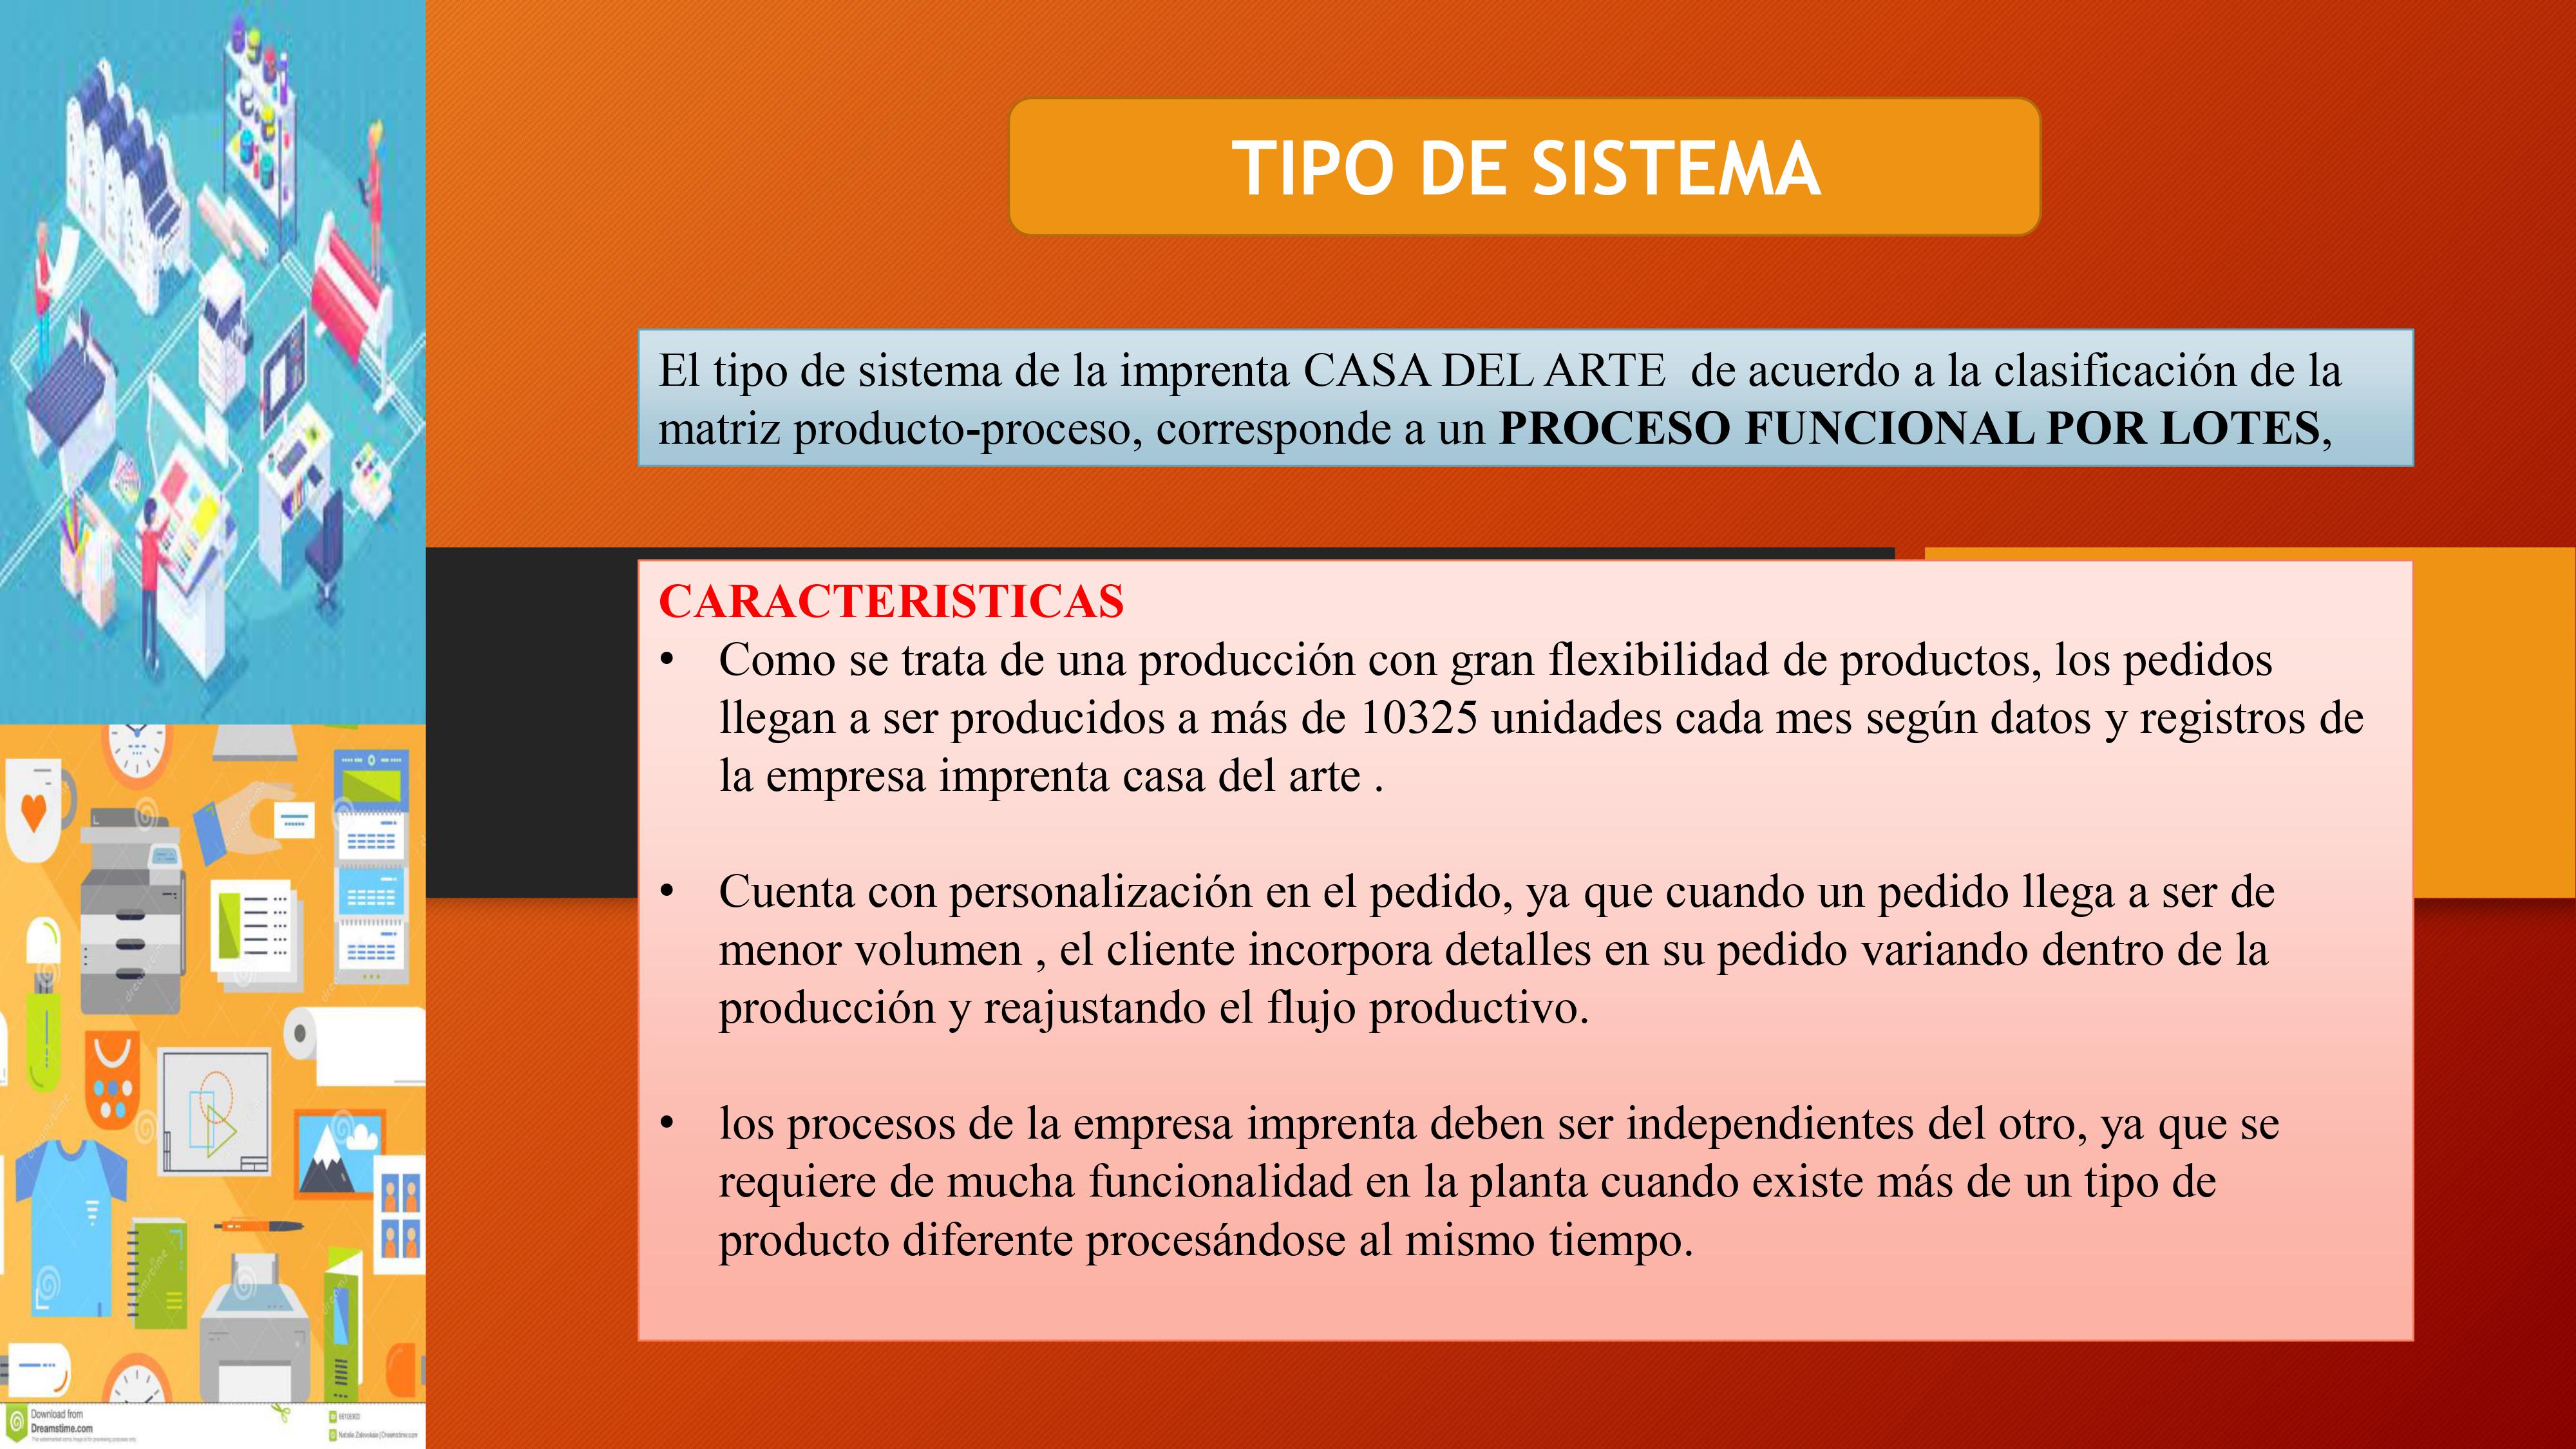 TIPO DE SISTEMA
El tipo de sistema de la imprenta CASA DEL ARTE de acuerdo a la clasificación de la
matriz producto-proceso, corresponde a un PROCESO FUNCIONAL POR LOTES,
CARACTERISTICAS
• Como se trata de una producción con gran flexibilidad de productos, los pedidos
llegan a ser producidos a más de 10325 unidades cada mes según datos y registros de
la empresa imprenta casa del arte .
• Cuenta con personalización en el pedido, ya que cuando un pedido llega a ser de
menor volumen , el cliente incorpora detalles en su pedido variando dentro de la
producción y reajustando el flujo productivo.
• los procesos de la empresa imprenta deben ser independientes del otro, ya que se
requiere de mucha funcionalidad en la planta cuando existe más de un tipo de
producto diferente procesándose al mismo tiempo.
Download from
Dreamstime.com